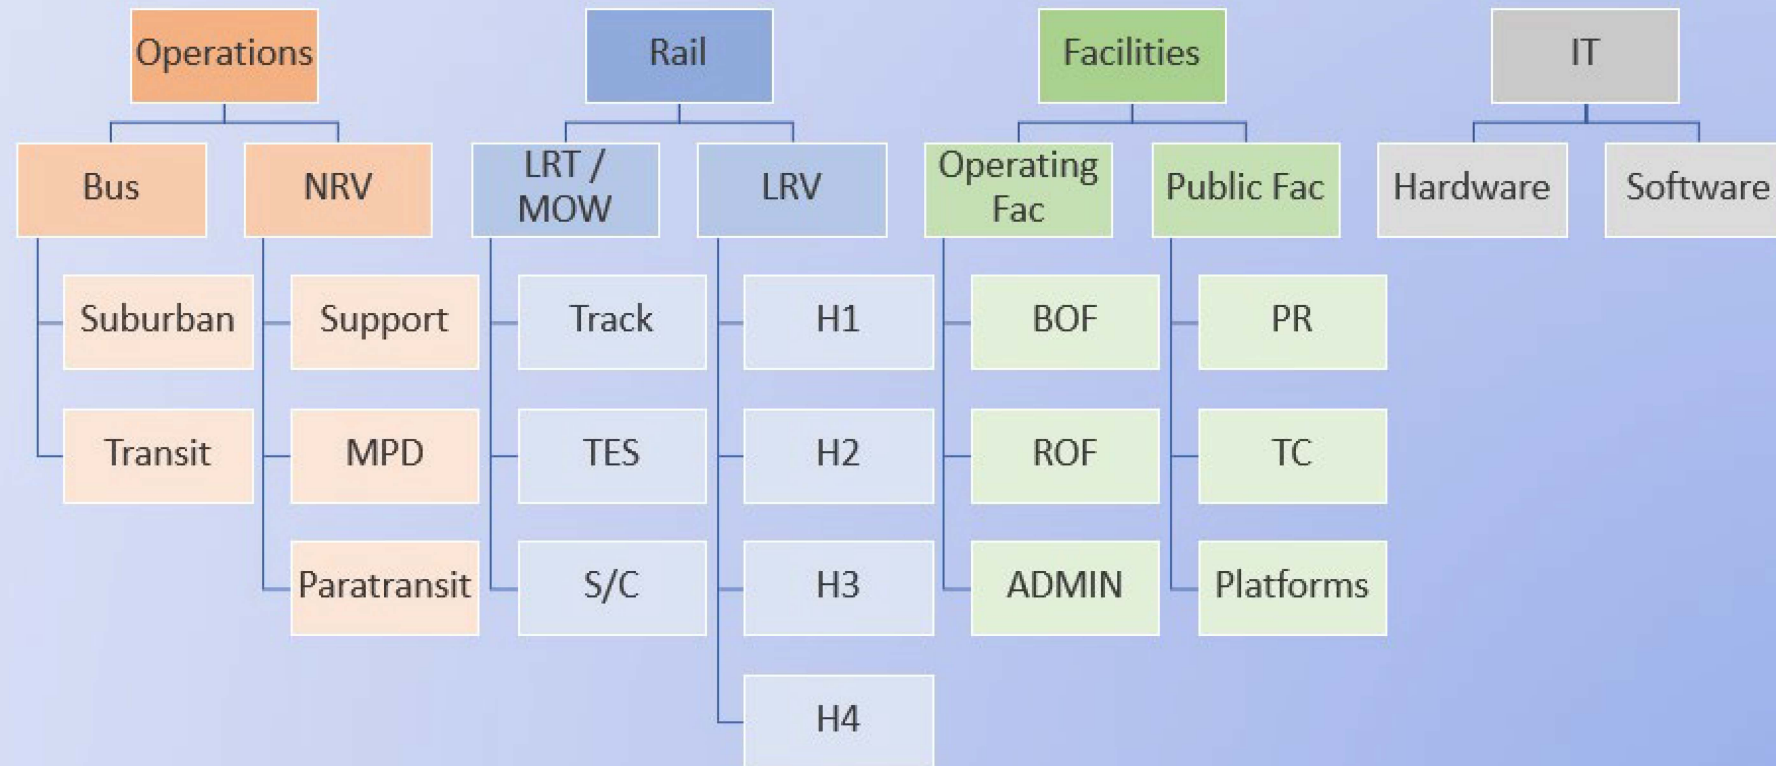 Operations
Rail
Facilities
IT
Bus
NRV
LRT /
MOW
LRV
Operating
Fac
Public Fac
Hardware
Software
Suburban
Support
Track
H1
BOF
PR
Transit
MPD
TES
H2
ROF
TC
Paratransit
S/C
H3
ADMIN
Platforms
H4